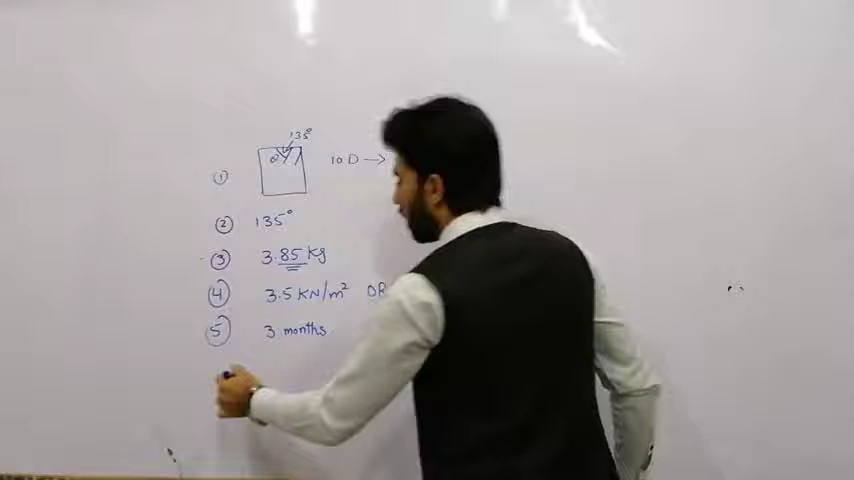 135°
① 10 D →
② 135°
③ 3.85 Kg
④ 3.5 KN/m² OR
⑤ 3 months